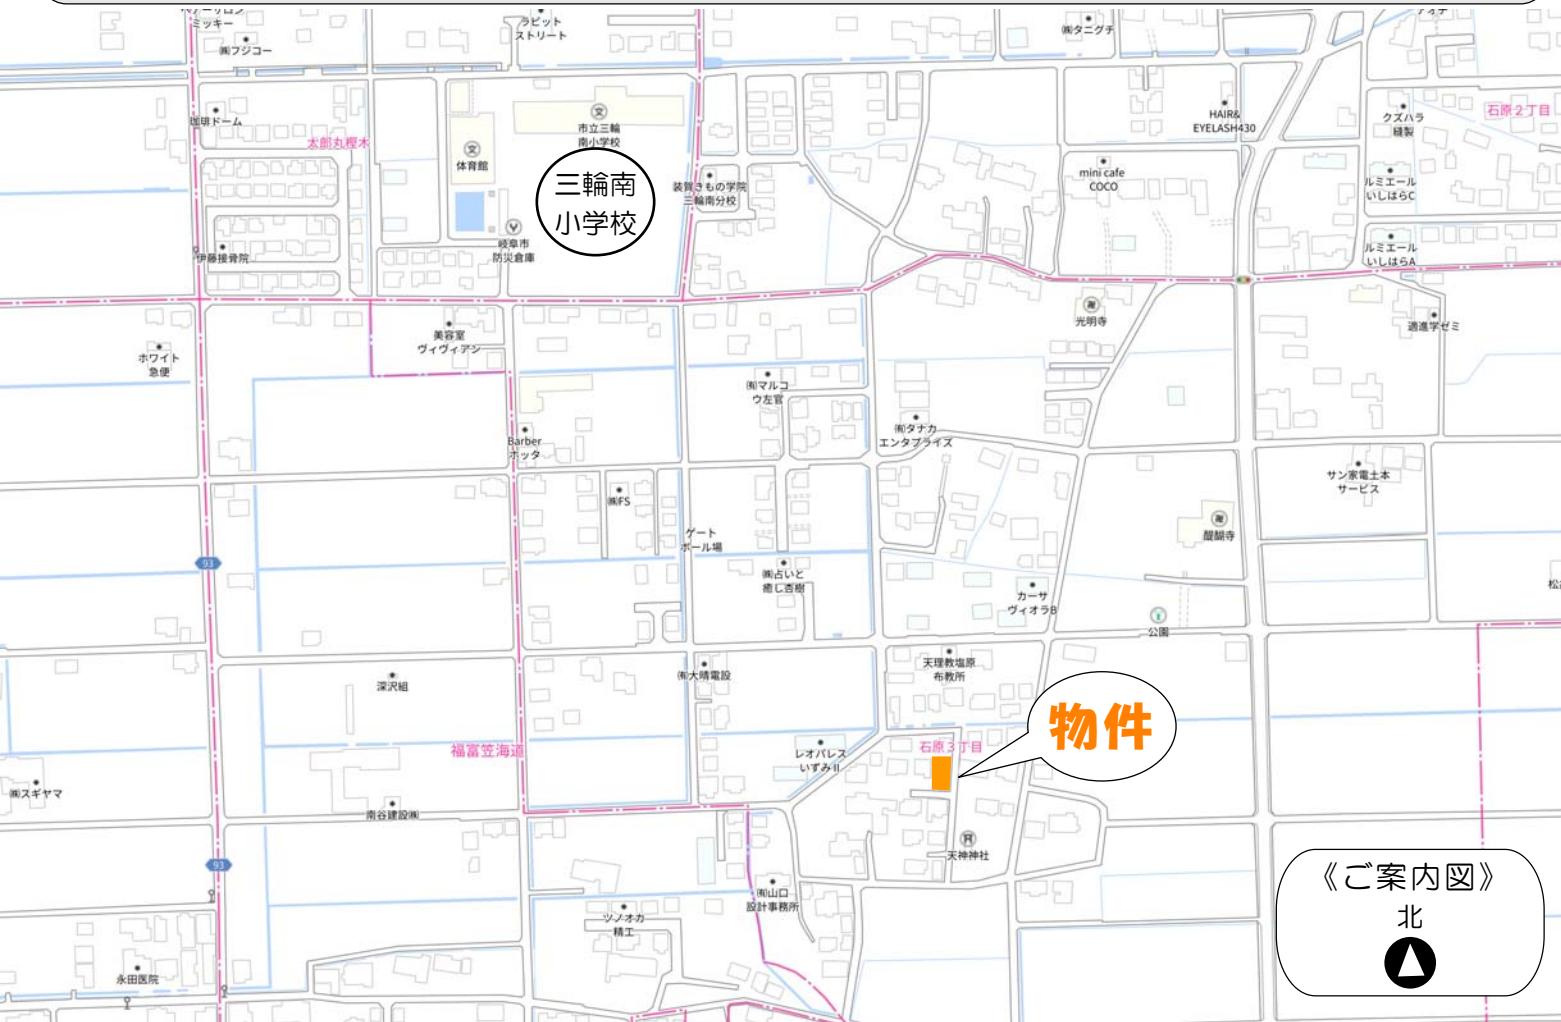 ミッキー
㈱フジコー
ラビット
ストリート
㈱タニグチ
珈琲ドーム
太郎丸樫木
市立三輪
南小学校
体育館
三輪南
小学校
装賀きもの学院
三輪南分校
岐阜市
防災倉庫
伊藤接骨院
HAIR&
EYELASH430
mini cafe
COCO
クズハラ
縫製
石原2丁目
ルミエール
いしはらC
ルミエール
いしはらA
ホワイト
急便
美容室
ヴィヴィアン
光明寺
適進学ゼミ
㈲マルコ
ウ左官
㈲タナカ
エンタプライズ
Barber
ホッタ
㈱FS
サン家電土本
サービス
ゲート
ボール場
醍醐寺
93
㈱占いと
癒し杏樹
カーサ
ヴィオラB
公園
深沢組
㈲大晴電設
天理教塩原
布教所
物件
福富笠海道
レオパレス
いずみⅡ
石原3丁目
㈱スギヤマ
南谷建設㈱
天神神社
93
㈲山口
設計事務所
ツノオカ
精工
永田医院
《ご案内図》
北